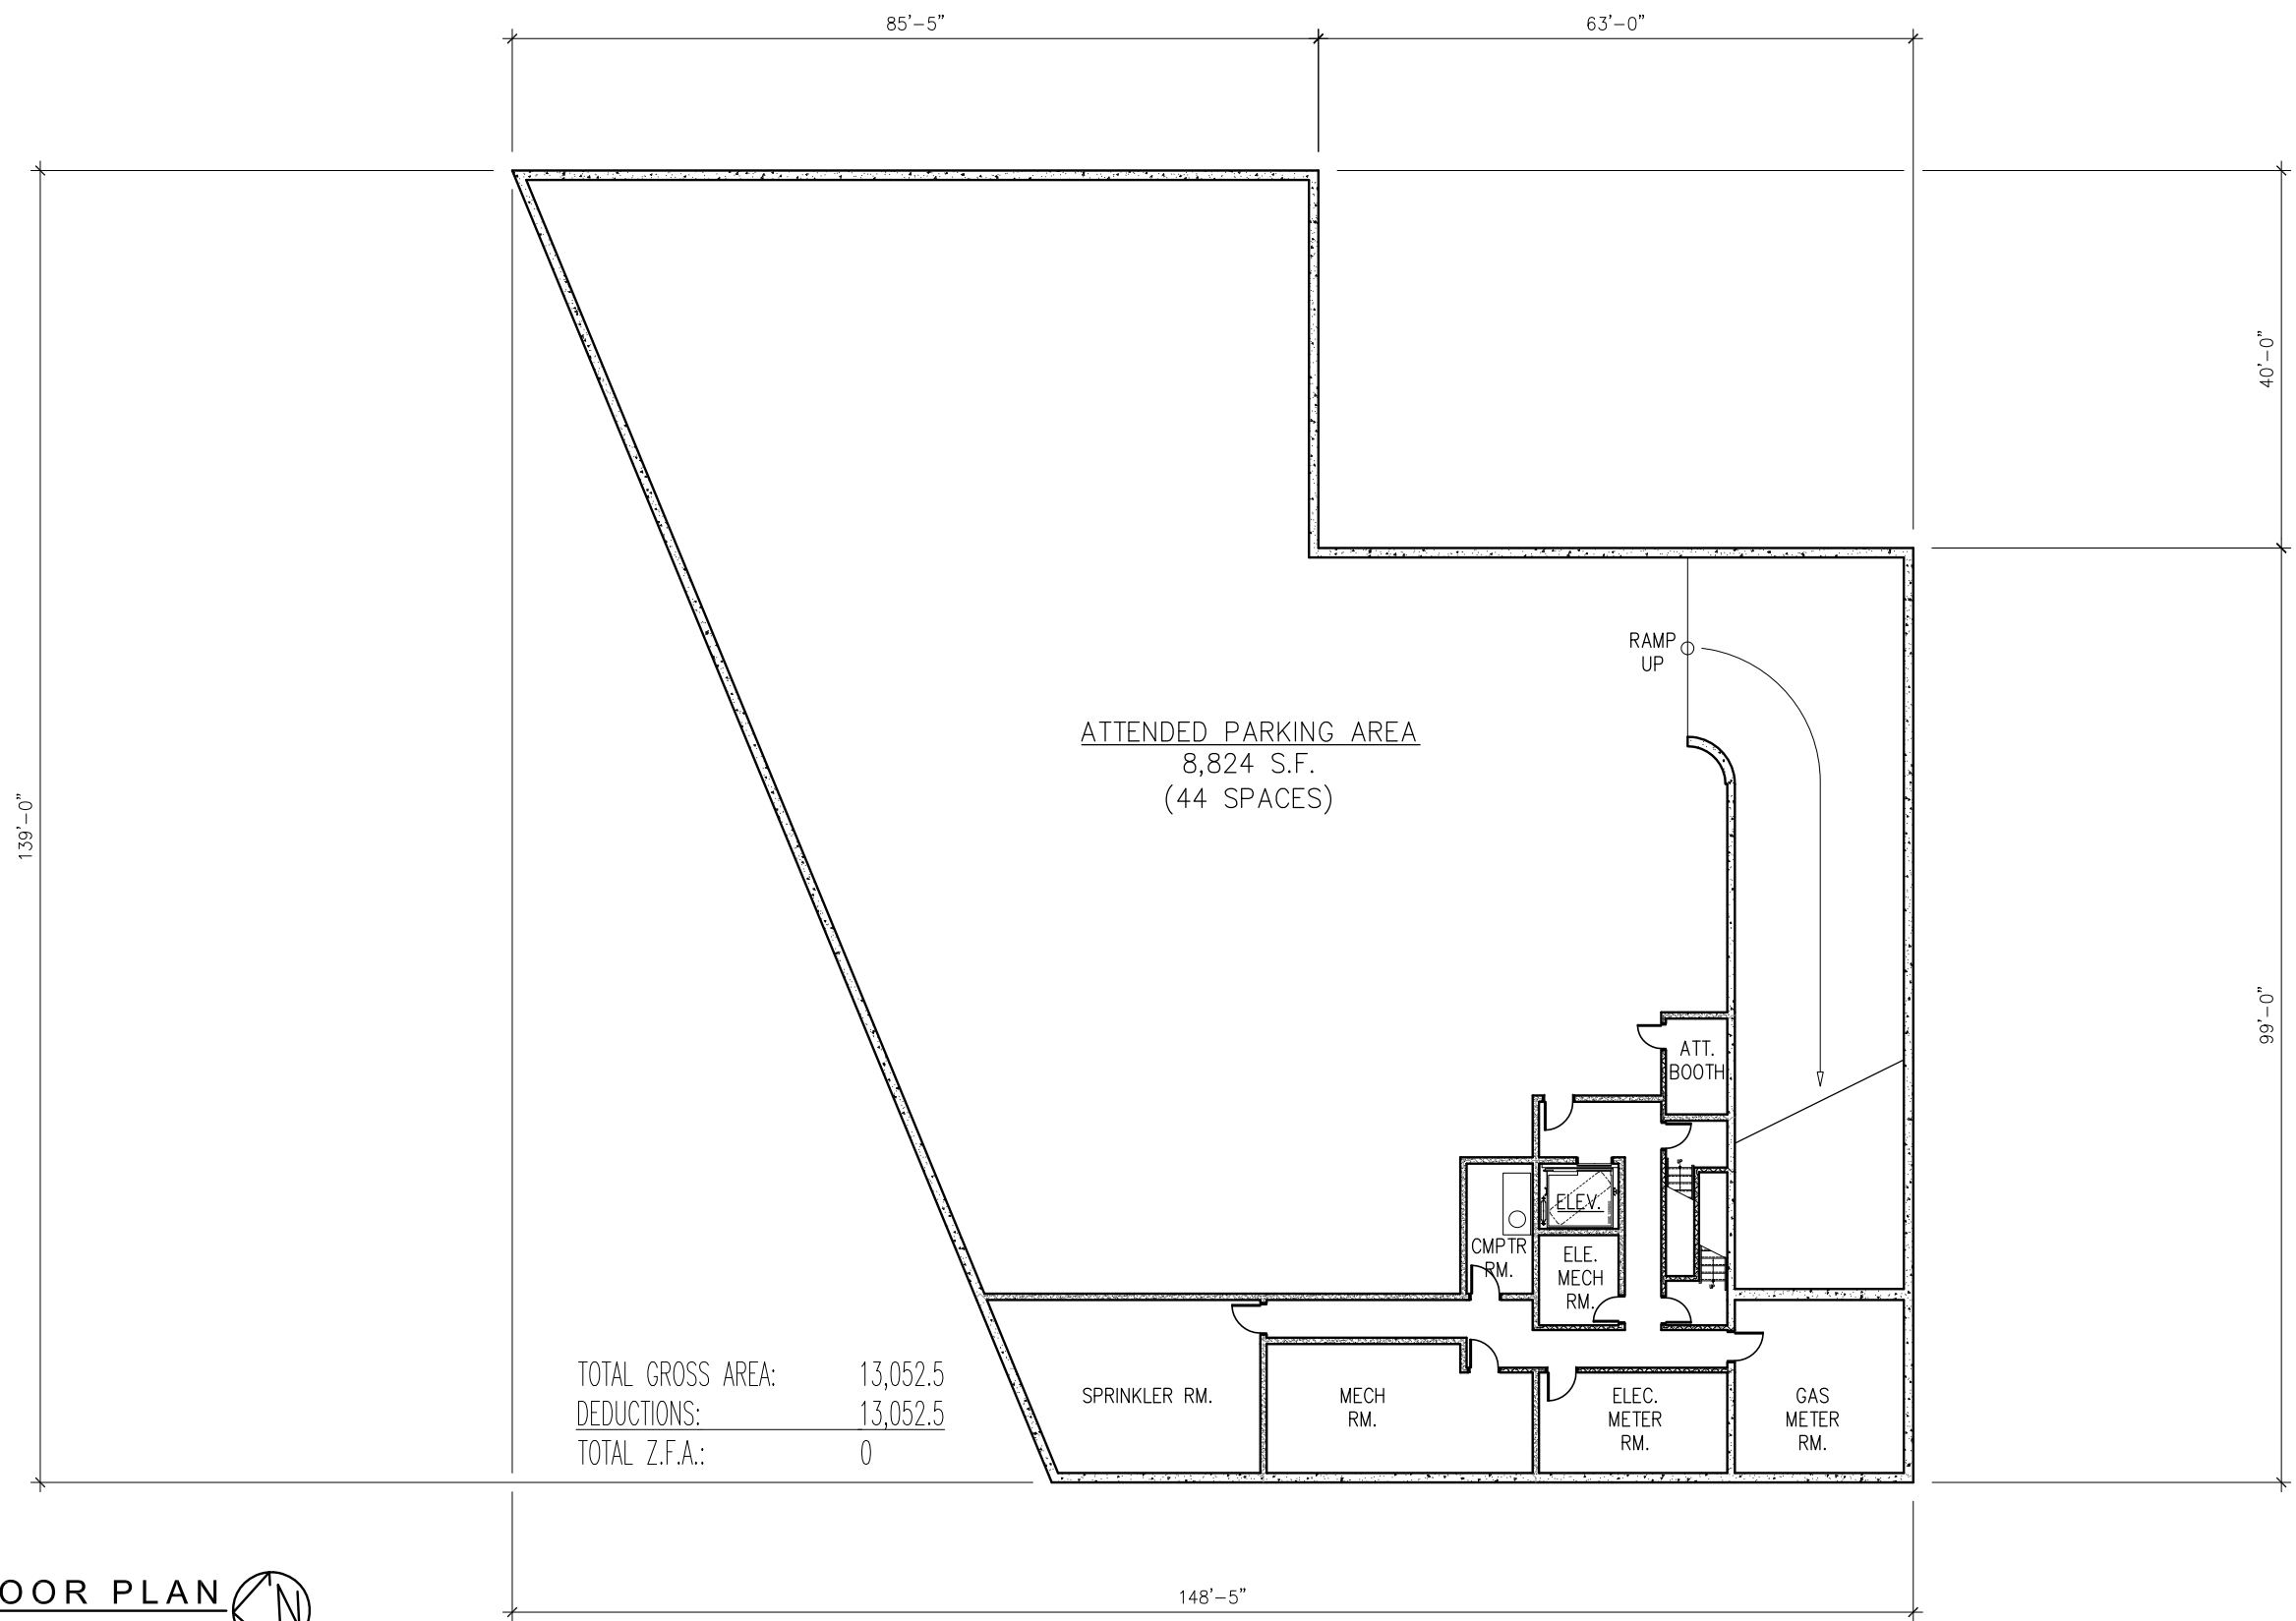 85'-5"
63'-0"
40'-0"
RAMP
UP
ATTENDED PARKING AREA
8,824 S.F.
(44 SPACES)
139'-0"
99'-0"
ATT.
BOOTH
ELEV.
CMPTR
RM.
ELE.
MECH
RM.
TOTAL GROSS AREA: 13,052.5
DEDUCTIONS: 13,052.5
TOTAL Z.F.A.: 0
SPRINKLER RM.
MECH
RM.
ELEC.
METER
RM.
GAS
METER
RM.
OOR PLAN
N
148'-5"